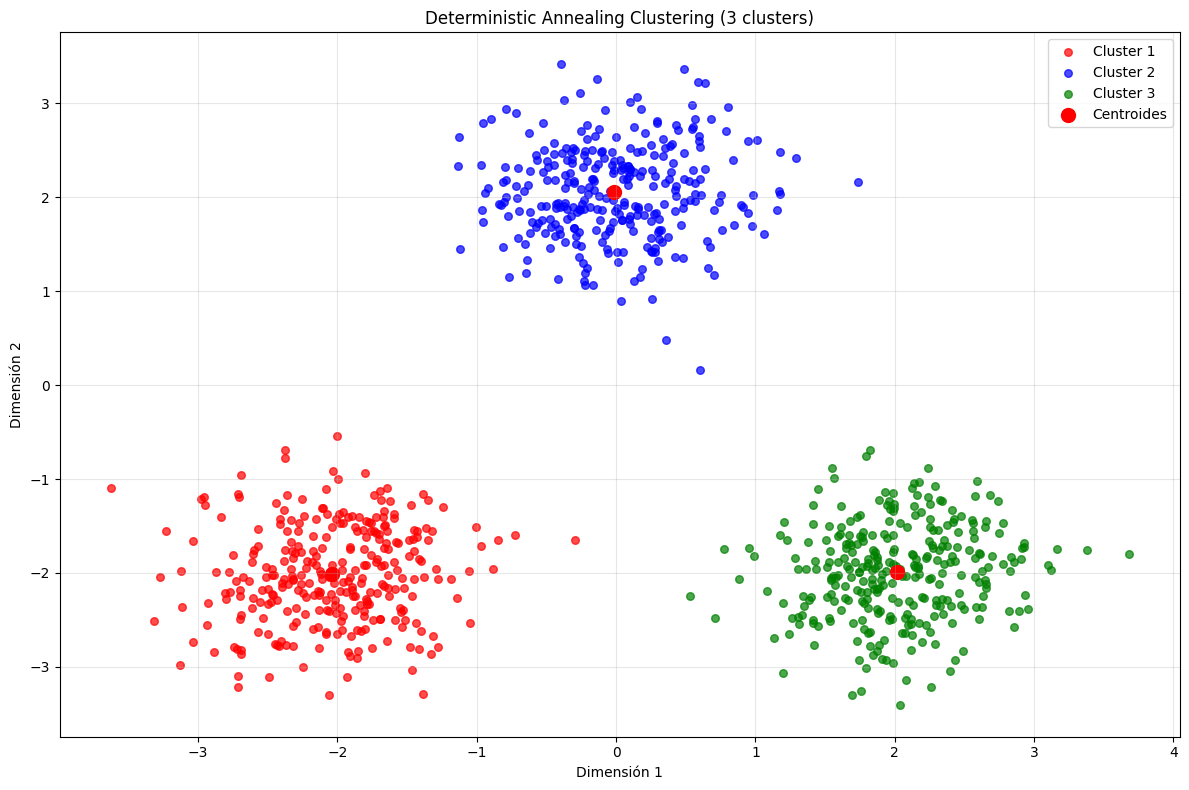 Deterministic Annealing Clustering (3 clusters)
Cluster 1
Cluster 2
Cluster 3
Centroides
3
2
1
0
−1
−2
−3
Dimensión 2
−3
−2
−1
0
1
2
3
4
Dimensión 1